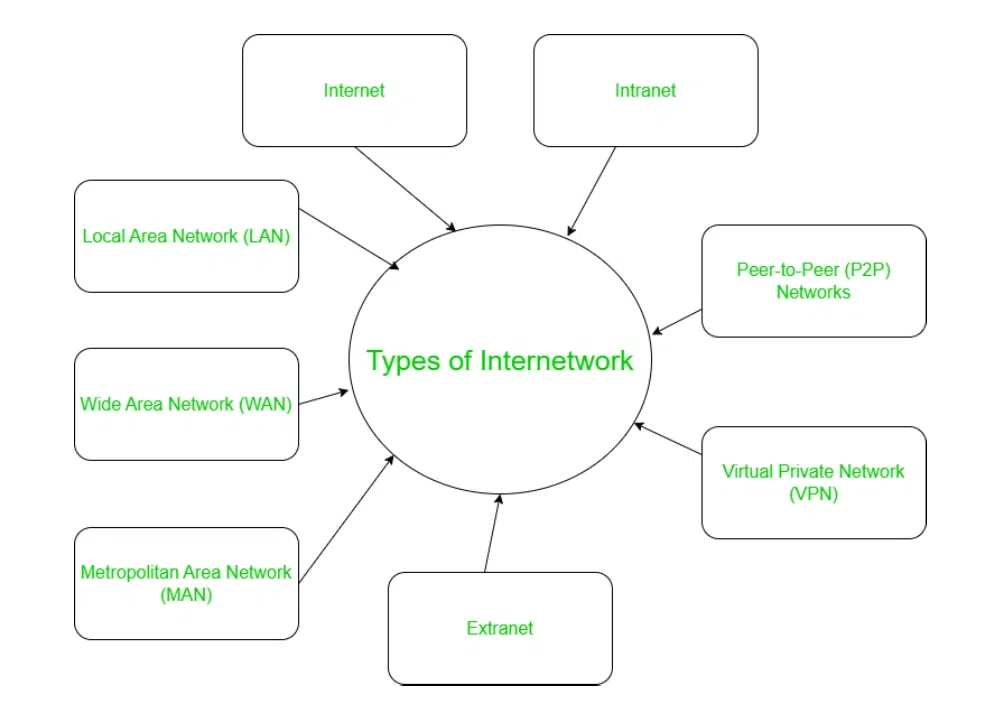 Internet
Intranet
Local Area Network (LAN)
Peer-to-Peer (P2P)
Networks
Types of Internetwork
Wide Area Network (WAN)
Virtual Private Network
(VPN)
Metropolitan Area Network
(MAN)
Extranet